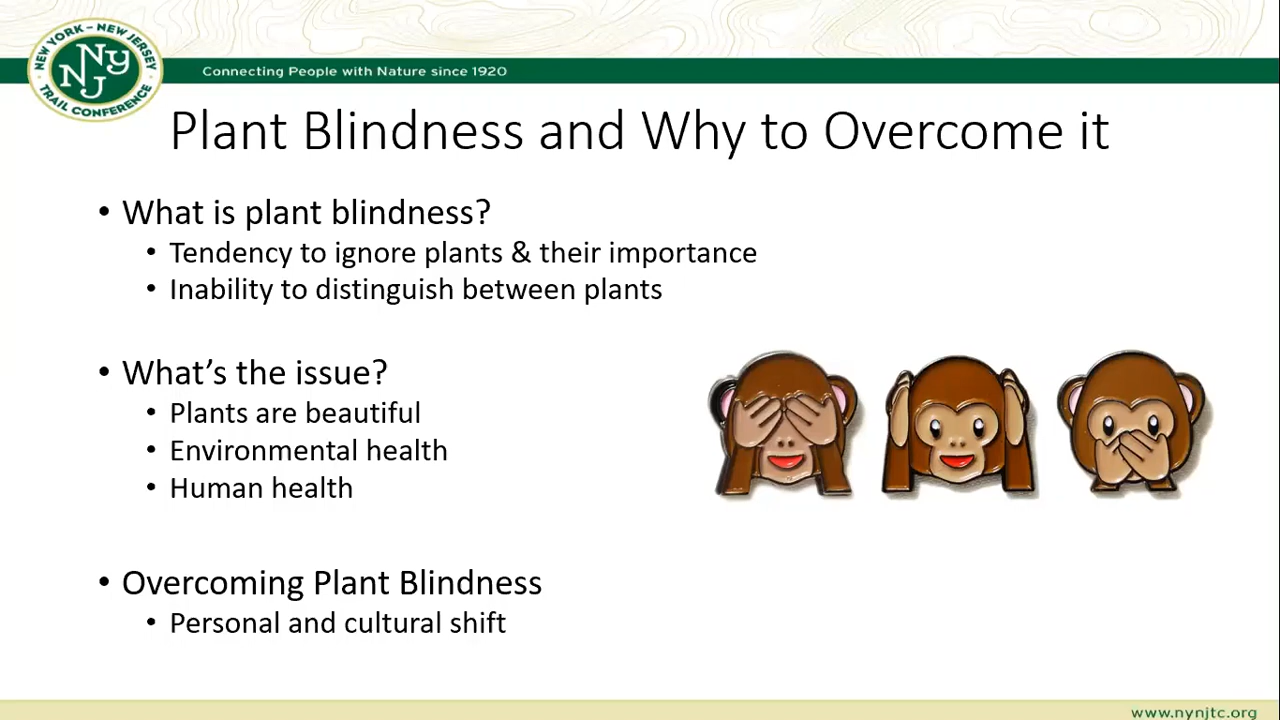 NEW YORK – NEW JERSEY
NY
NJ
TRAIL CONFERENCE
Connecting People with Nature since 1920
Plant Blindness and Why to Overcome it
• What is plant blindness?
• Tendency to ignore plants & their importance
• Inability to distinguish between plants
• What’s the issue?
• Plants are beautiful
• Environmental health
• Human health
• Overcoming Plant Blindness
• Personal and cultural shift
www.nynjtc.org